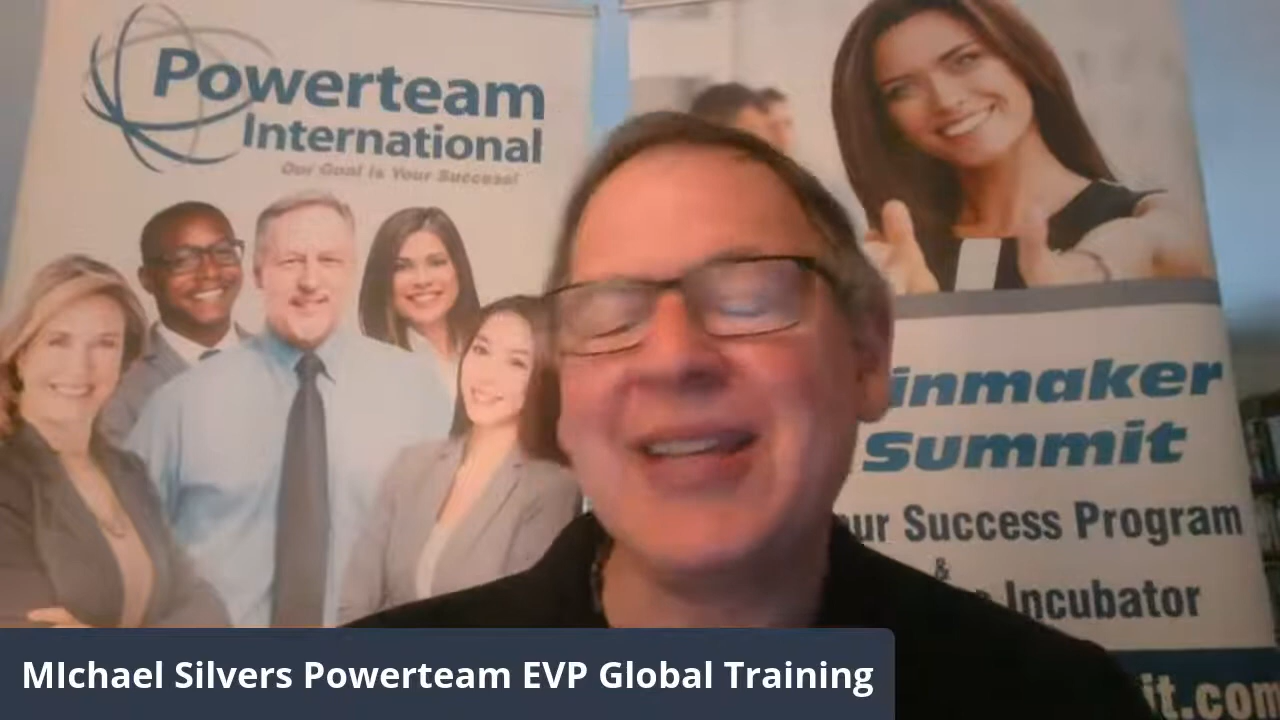 Powerteam
International
Our Goal is Your Success!
inmaker
Summit
ur Success Program
&
Incubator
it.com
MIchael Silvers Powerteam EVP Global Training